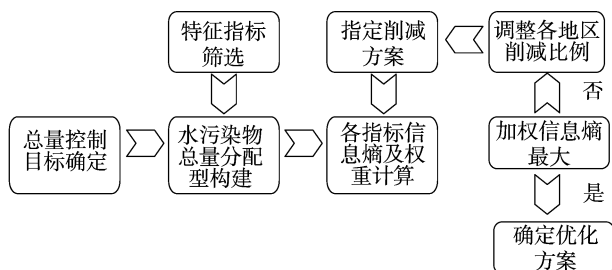 特征指标
筛选
指定削减
方案
调整各地区
削减比例
否
总量控制
目标确定
水污染物
总量分配
型构建
各指标信
息熵及权
重计算
加权信息熵
最大
是
确定优化
方案